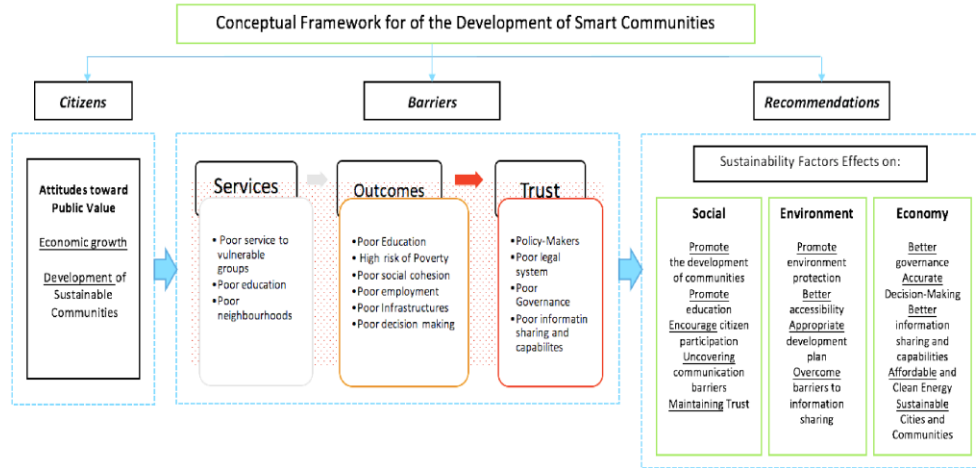 Conceptual Framework for of the Development of Smart Communities
Citizens
Barriers
Recommendations
Attitudes toward
Public Value
Economic growth
Development of
Sustainable
Communities
Services
• Poor service to
vulnerable
groups
• Poor education
• Poor
neighbourhoods
Outcomes
• Poor Education
• High risk of Poverty
• Poor social cohesion
• Poor employment
• Poor Infrastructures
• Poor decision making
Trust
• Policy-Makers
• Poor legal
system
• Poor
Governance
• Poor informatin
sharing and
capabilites
Sustainability Factors Effects on:
Social
Promote
the development
of communities
Promote
education
Encourage citizen
participation
Uncovering
communication
barriers
Maintaining Trust
Environment
Promote
environment
protection
Better
accessibility
Appropriate
development
plan
Overcome
barriers to
information
sharing
Economy
Better
governance
Accurate
Decision-Making
Better
information
sharing and
capabilities
Affordable and
Clean Energy
Sustainable
Cities and
Communities